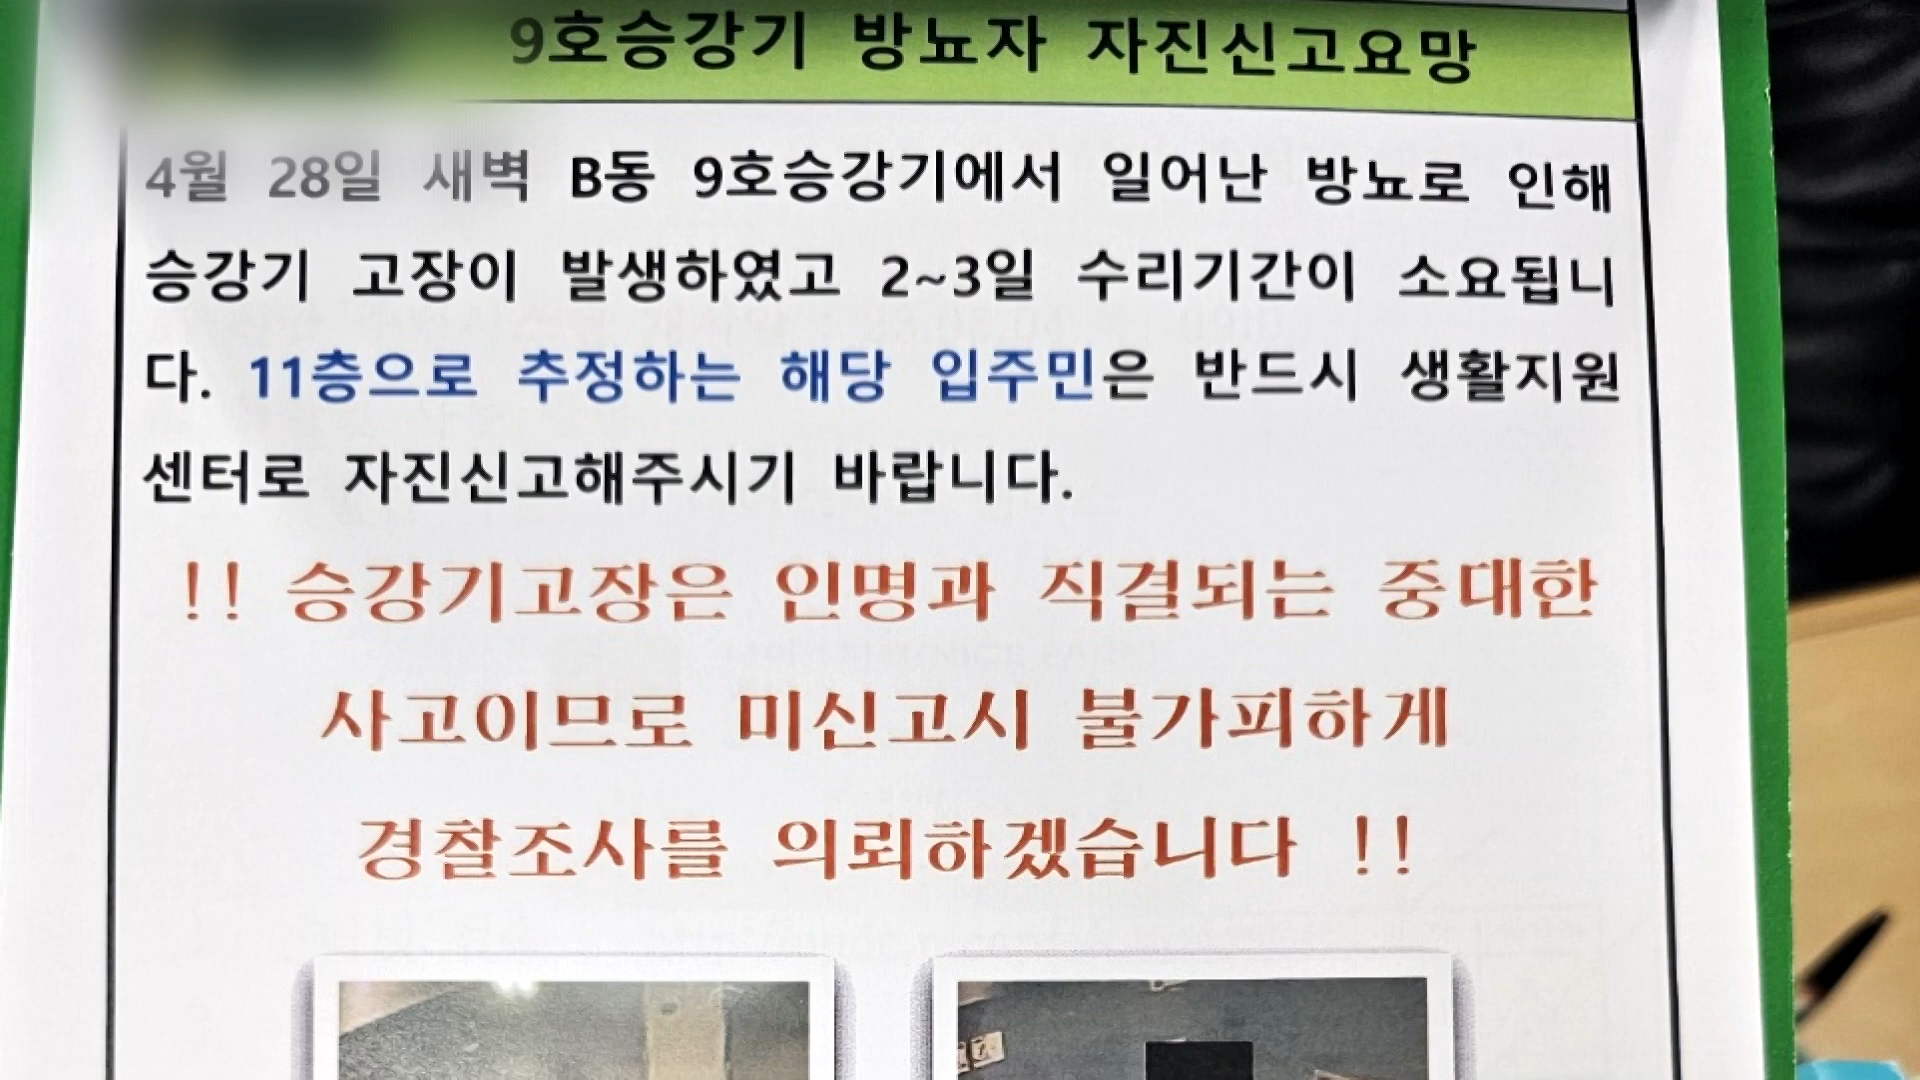 9호승강기 방뇨자 자진신고요망
4월 28일 새벽 B동 9호승강기에서 일어난 방뇨로 인해
승강기 고장이 발생하였고 2~3일 수리기간이 소요됩니
다. 11층으로 추정하는 해당 입주민은 반드시 생활지원
센터로 자진신고해주시기 바랍니다.
!! 승강기고장은 인명과 직결되는 중대한
사고이므로 미신고시 불가피하게
경찰조사를 의뢰하겠습니다 !!